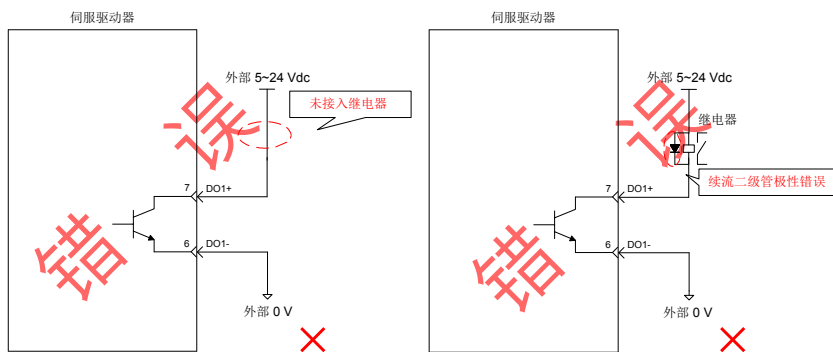 伺服驱动器
外部 5~24 Vdc
未接入继电器
误
7
DO1+
错
6
DO1-
外部 0 V
伺服驱动器
外部 5~24 Vdc
继电器
误
续流二级管极性错误
7
DO1+
错
6
DO1-
外部 0 V